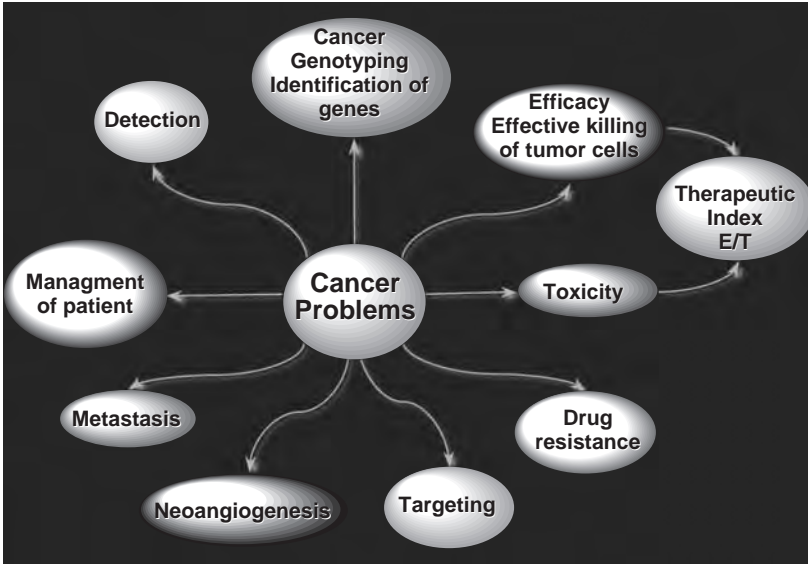 Cancer
Genotyping
Identification of
genes
Detection
Efficacy
Effective killing
of tumor cells
Therapeutic
Index
E/T
Managment
of patient
Cancer
Problems
Toxicity
Metastasis
Drug
resistance
Neoangiogenesis
Targeting